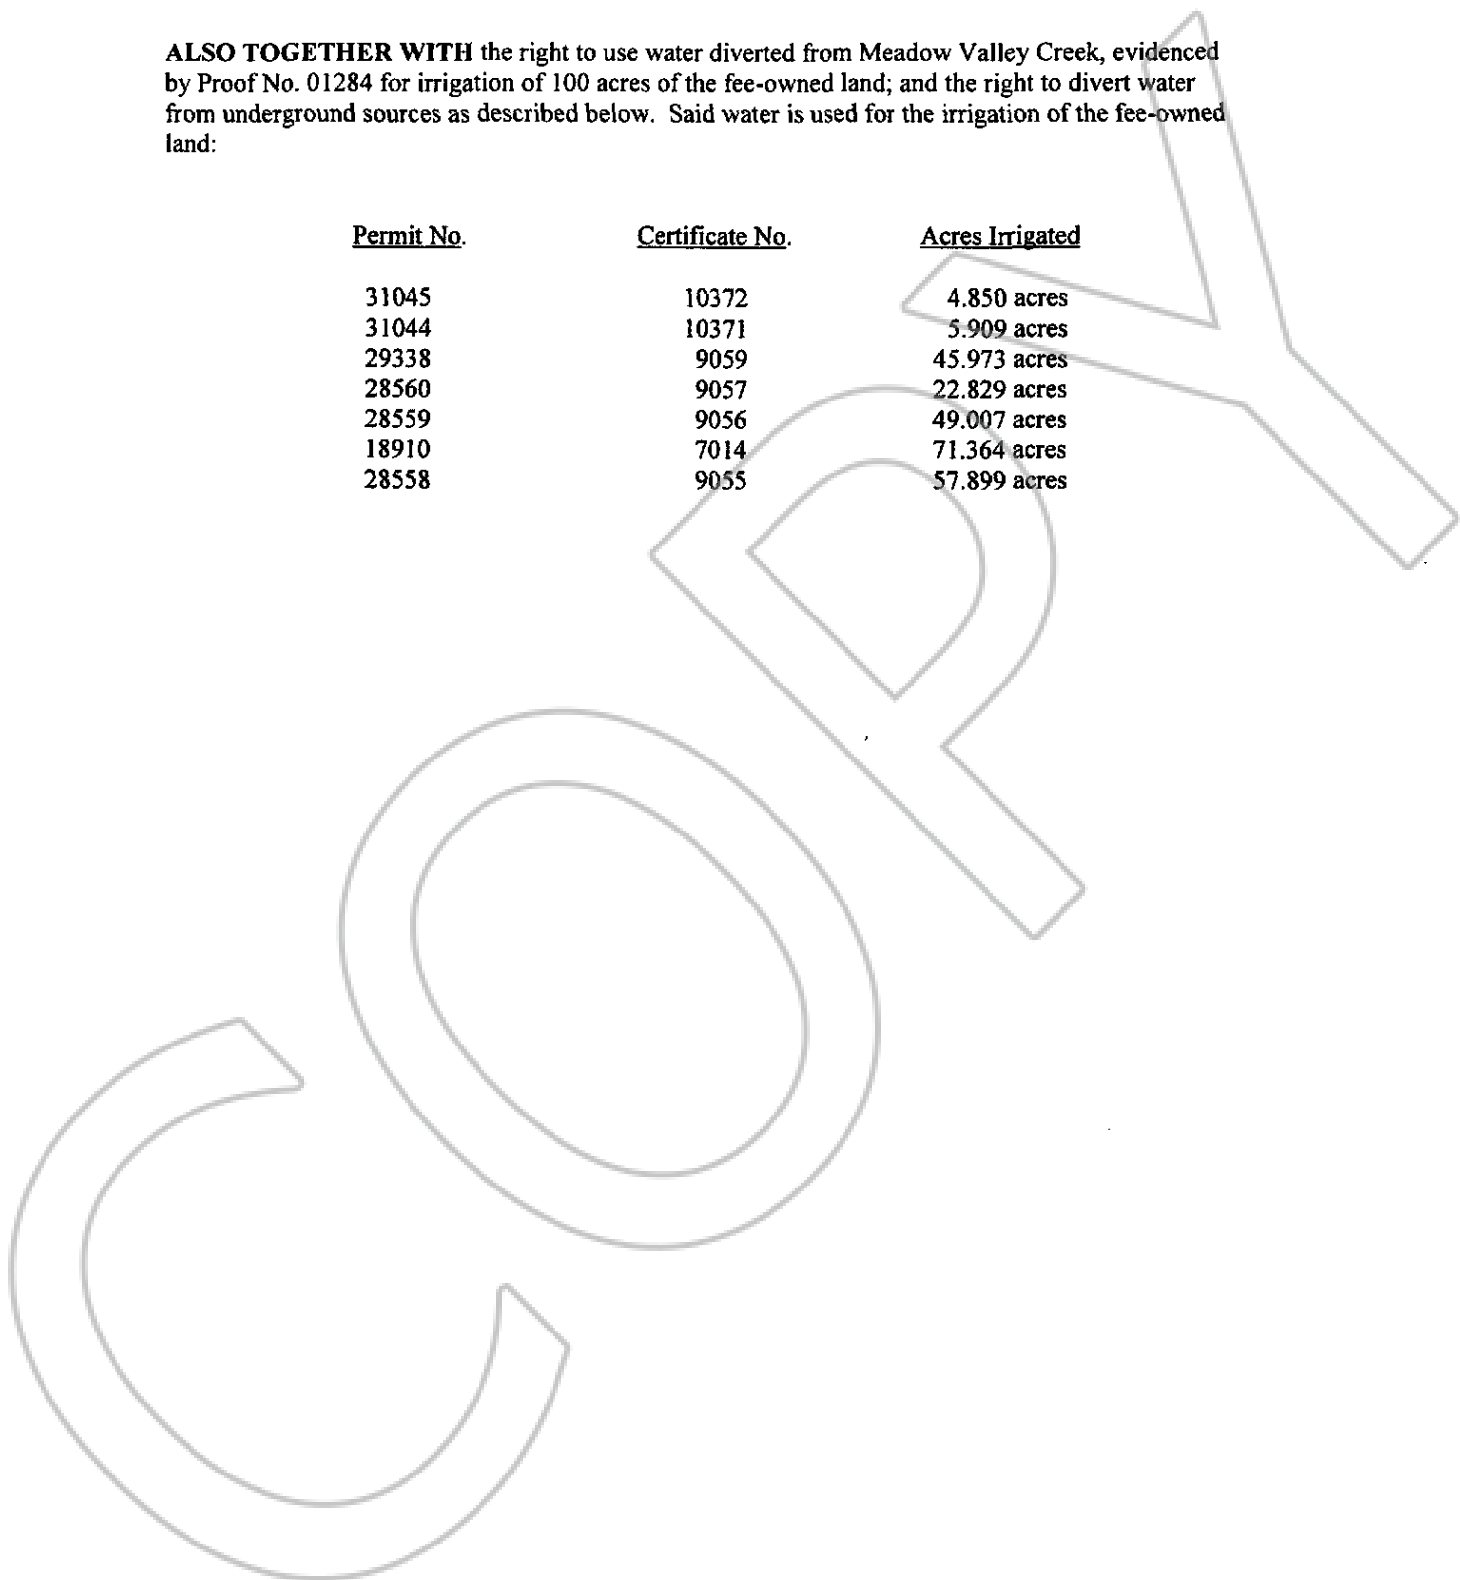 ALSO TOGETHER WITH the right to use water diverted from Meadow Valley Creek, evidenced
by Proof No. 01284 for irrigation of 100 acres of the fee-owned land; and the right to divert water
from underground sources as described below.  Said water is used for the irrigation of the fee-owned
land:
Permit No. Certificate No. Acres Irrigated
31045 10372 4.850 acres
31044 10371 5.909 acres
29338 9059 45.973 acres
28560 9057 22.829 acres
28559 9056 49.007 acres
18910 7014 71.364 acres
28558 9055 57.899 acres
COPY